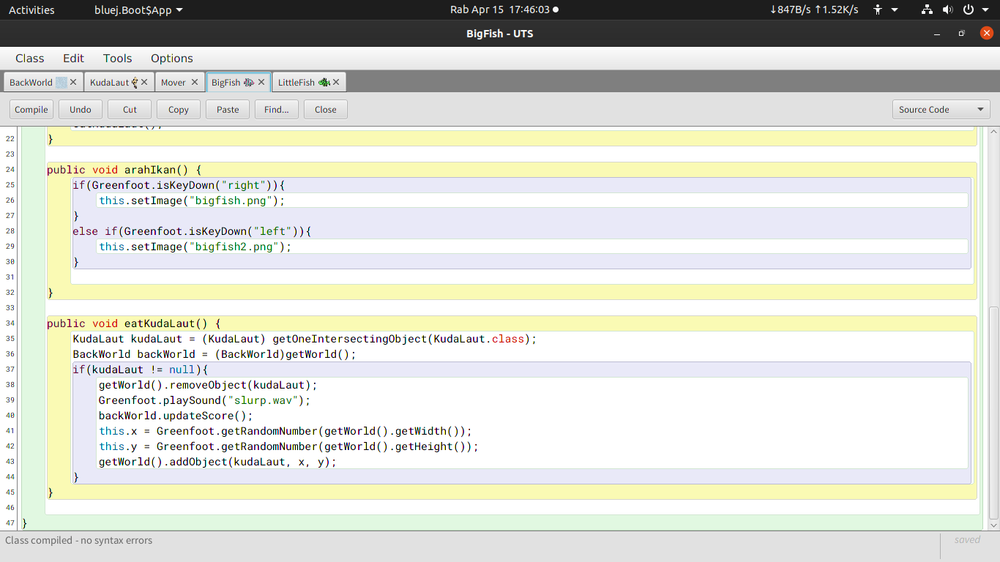 Activities bluej.Boot$App Rab Apr 15 17:46:03 ↓847B/s ↑1.52K/s
BigFish - UTS
Class Edit Tools Options
BackWorld KudaLaut Mover BigFish LittleFish
Compile Undo Cut Copy Paste Find... Close Source Code
22 }
23
24 public void arahIkan() {
25 if(Greenfoot.isKeyDown("right")){
26 this.setImage("bigfish.png");
27 }
28 else if(Greenfoot.isKeyDown("left")){
29 this.setImage("bigfish2.png");
30 }
31
32 }
33
34 public void eatKudaLaut() {
35 KudaLaut kudaLaut = (KudaLaut) getOneIntersectingObject(KudaLaut.class);
36 BackWorld backWorld = (BackWorld)getWorld();
37 if(kudaLaut != null){
38 getWorld().removeObject(kudaLaut);
39 Greenfoot.playSound("slurp.wav");
40 backWorld.updateScore();
41 this.x = Greenfoot.getRandomNumber(getWorld().getWidth());
42 this.y = Greenfoot.getRandomNumber(getWorld().getHeight());
43 getWorld().addObject(kudaLaut, x, y);
44 }
45 }
46
47 }
Class compiled - no syntax errors saved